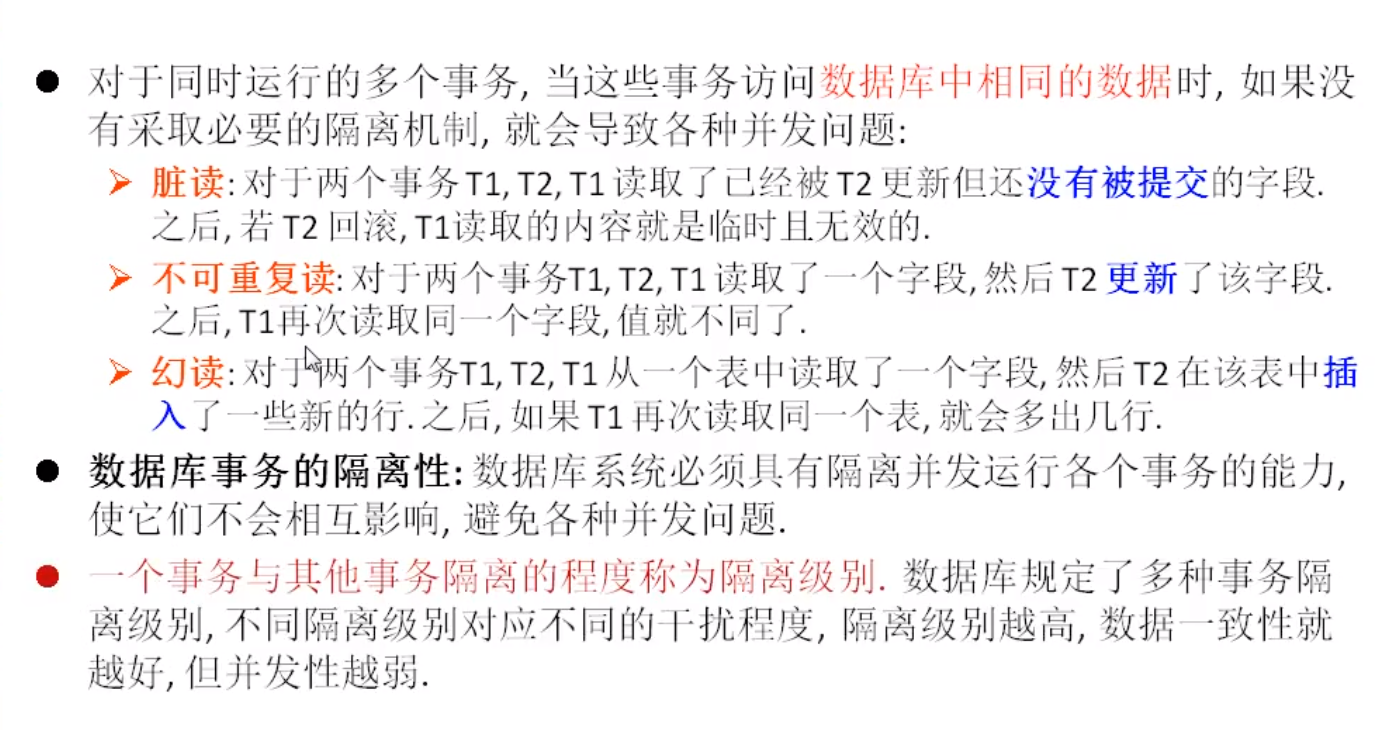 ● 对于同时运行的多个事务, 当这些事务访问数据库中相同的数据时, 如果没
有采取必要的隔离机制, 就会导致各种并发问题:
➢ 脏读: 对于两个事务 T1, T2, T1 读取了已经被 T2 更新但还没有被提交的字段.
之后, 若 T2 回滚, T1读取的内容就是临时且无效的.
➢ 不可重复读: 对于两个事务T1, T2, T1 读取了一个字段, 然后 T2 更新了该字段.
之后, T1再次读取同一个字段, 值就不同了.
➢ 幻读: 对于两个事务T1, T2, T1 从一个表中读取了一个字段, 然后 T2 在该表中插
入了一些新的行. 之后, 如果 T1 再次读取同一个表, 就会多出几行.
● 数据库事务的隔离性: 数据库系统必须具有隔离并发运行各个事务的能力,
使它们不会相互影响, 避免各种并发问题.
● 一个事务与其他事务隔离的程度称为隔离级别. 数据库规定了多种事务隔
离级别, 不同隔离级别对应不同的干扰程度, 隔离级别越高, 数据一致性就
越好, 但并发性越弱.